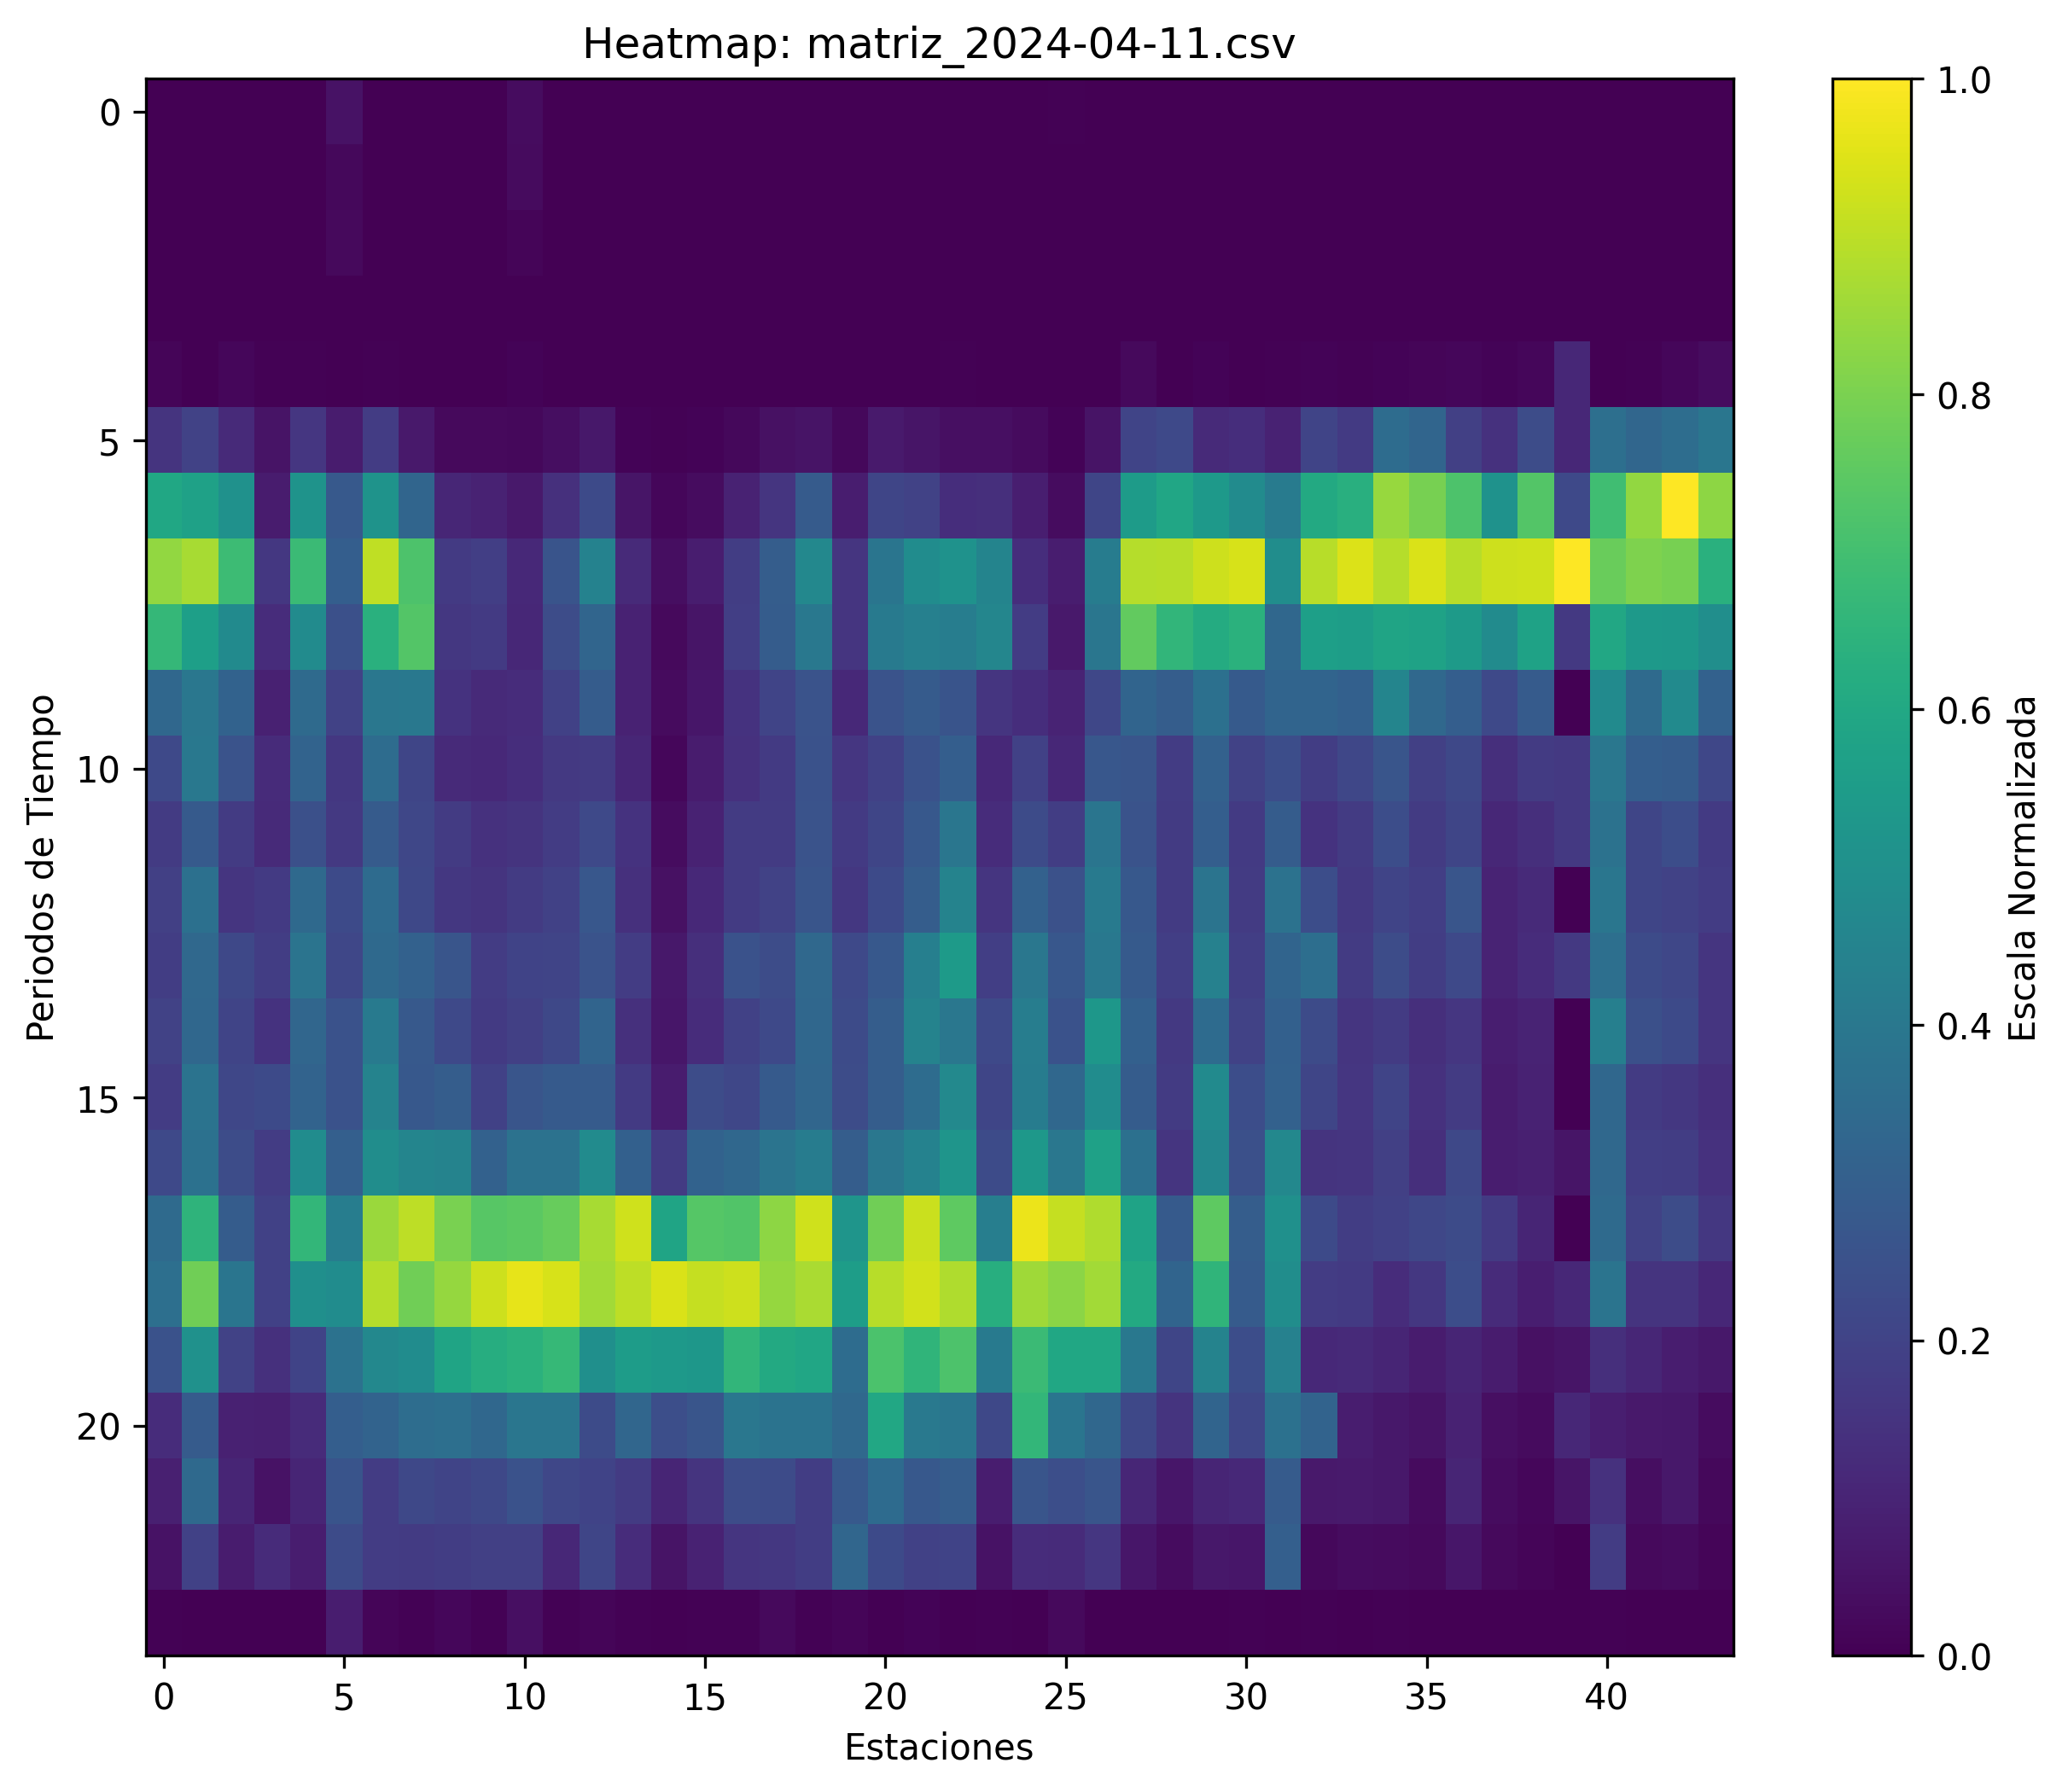 Heatmap: matriz_2024-04-11.csv
Periodos de Tiempo
0
5
10
15
20
0 5 10 15 20 25 30 35 40
Estaciones
1.0
0.8
0.6
0.4
0.2
0.0
Escala Normalizada